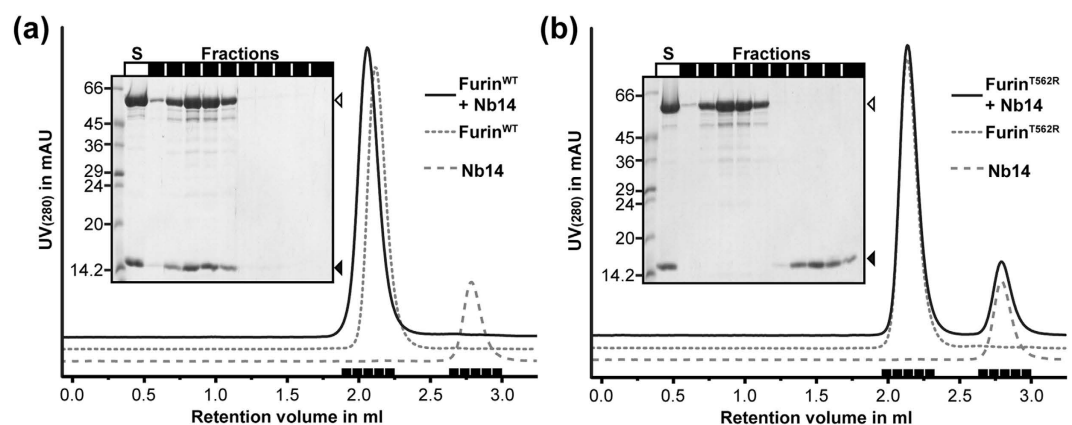 (a)
S Fractions
66
45
36
29
24
20
14.2
Furin^WT
+ Nb14
Furin^WT
Nb14
UV(280) in mAU
0.0 0.5 1.0 1.5 2.0 2.5 3.0
Retention volume in ml
(b)
S Fractions
66
45
36
29
24
20
14.2
Furin^T562R
+ Nb14
Furin^T562R
Nb14
UV(280) in mAU
0.0 0.5 1.0 1.5 2.0 2.5 3.0
Retention volume in ml